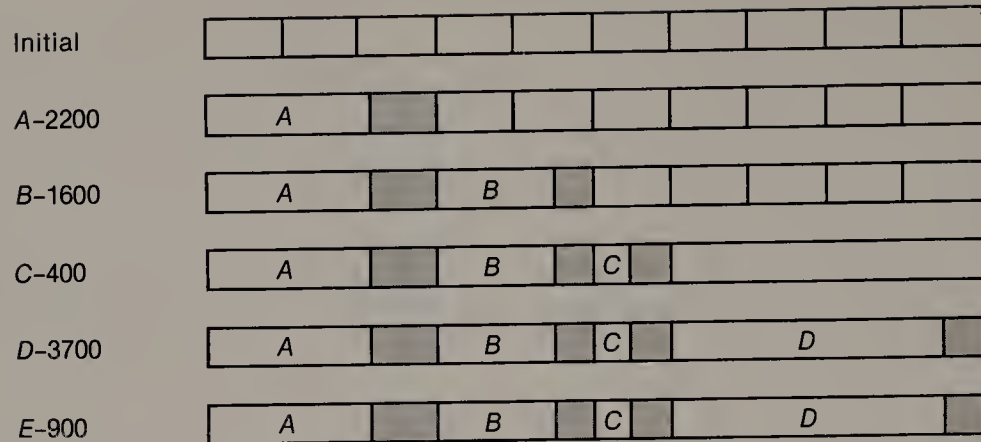 Initial
A-2200 A
B-1600 A B
C-400 A B C
D-3700 A B C D
E-900 A B C D